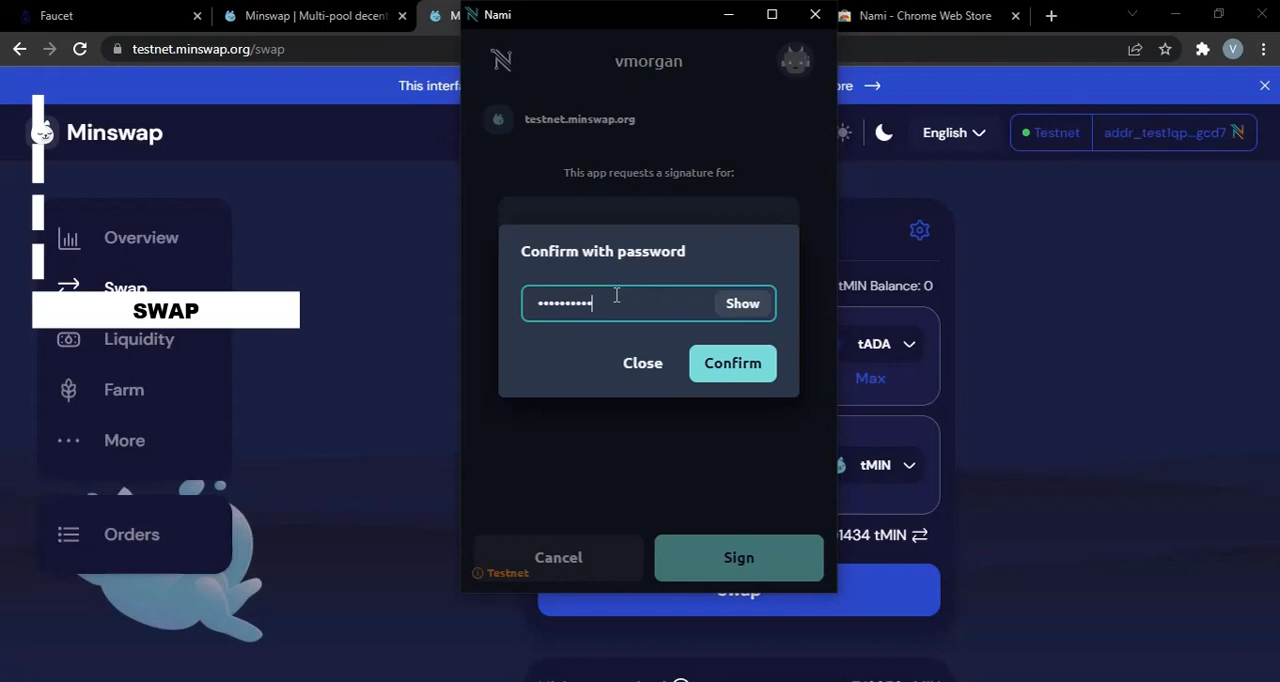 Faucet
Minswap | Multi-pool decent
M
Nami
Nami - Chrome Web Store
testnet.minswap.org/swap
V
This interf
ore →
Minswap
vmorgan
testnet.minswap.org
English
Testnet
addr_test1qp...gcd7
This app requests a signature for:
Overview
Swap
SWAP
Liquidity
Farm
More
Orders
Confirm with password
••••••••••
Show
Close
Confirm
tMIN Balance: 0
tADA
Max
tMIN
1434 tMIN
Cancel
Sign
Testnet
Swap